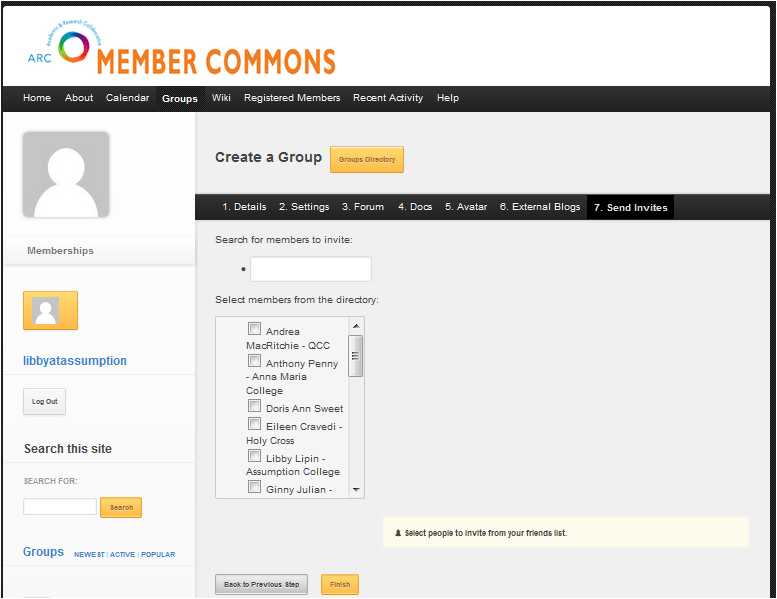 Academic & Research Collaborative
ARC
MEMBER COMMONS
Home About Calendar Groups Wiki Registered Members Recent Activity Help
Create a Group
Groups Directory
1. Details 2. Settings 3. Forum 4. Docs 5. Avatar 6. External Blogs 7. Send Invites
Memberships
libbyatassumption
Log Out
Search this site
SEARCH FOR:
Search
Groups NEWEST | ACTIVE | POPULAR
Search for members to invite:
Select members from the directory:
Andrea
MacRitchie - QCC
Anthony Penny
- Anna Maria
College
Doris Ann Sweet
Eileen Cravedi -
Holy Cross
Libby Lipin -
Assumption College
Ginny Julian -
Select people to invite from your friends list.
Back to Previous Step
Finish